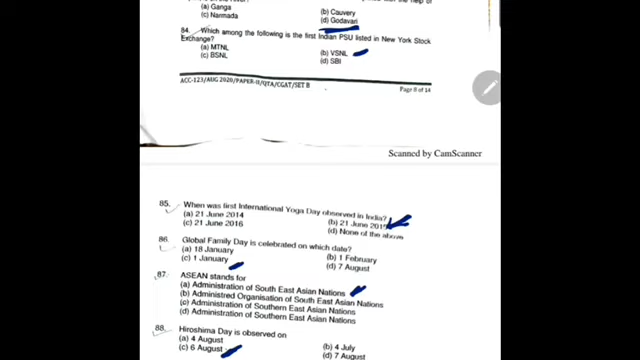 (a) Ganga (b) Cauvery
(c) Narmada (d) Godavari
84. Which among the following is the first Indian PSU listed in New York Stock
Exchange?
(a) MTNL (b) VSNL
(c) BSNL (d) SBI
ACC-123/AUG 2020/PAPER-II/QTA/CGAT/SET B Page 8 of 14
Scanned by CamScanner
85. When was first International Yoga Day observed in India?
(a) 21 June 2014 (b) 21 June 2015
(c) 21 June 2016 (d) None of the above
86. Global Family Day is celebrated on which date?
(a) 18 January (b) 1 February
(c) 1 January (d) 7 August
87. ASEAN stands for
(a) Administration of South East Asian Nations
(b) Administred Organisation of South East Asian Nations
(c) Administration of Southern East Asian Nations
(d) Administration of Southern East Asian Nations
88. Hiroshima Day is observed on
(a) 4 August (b) 4 July
(c) 6 August (d) 7 August